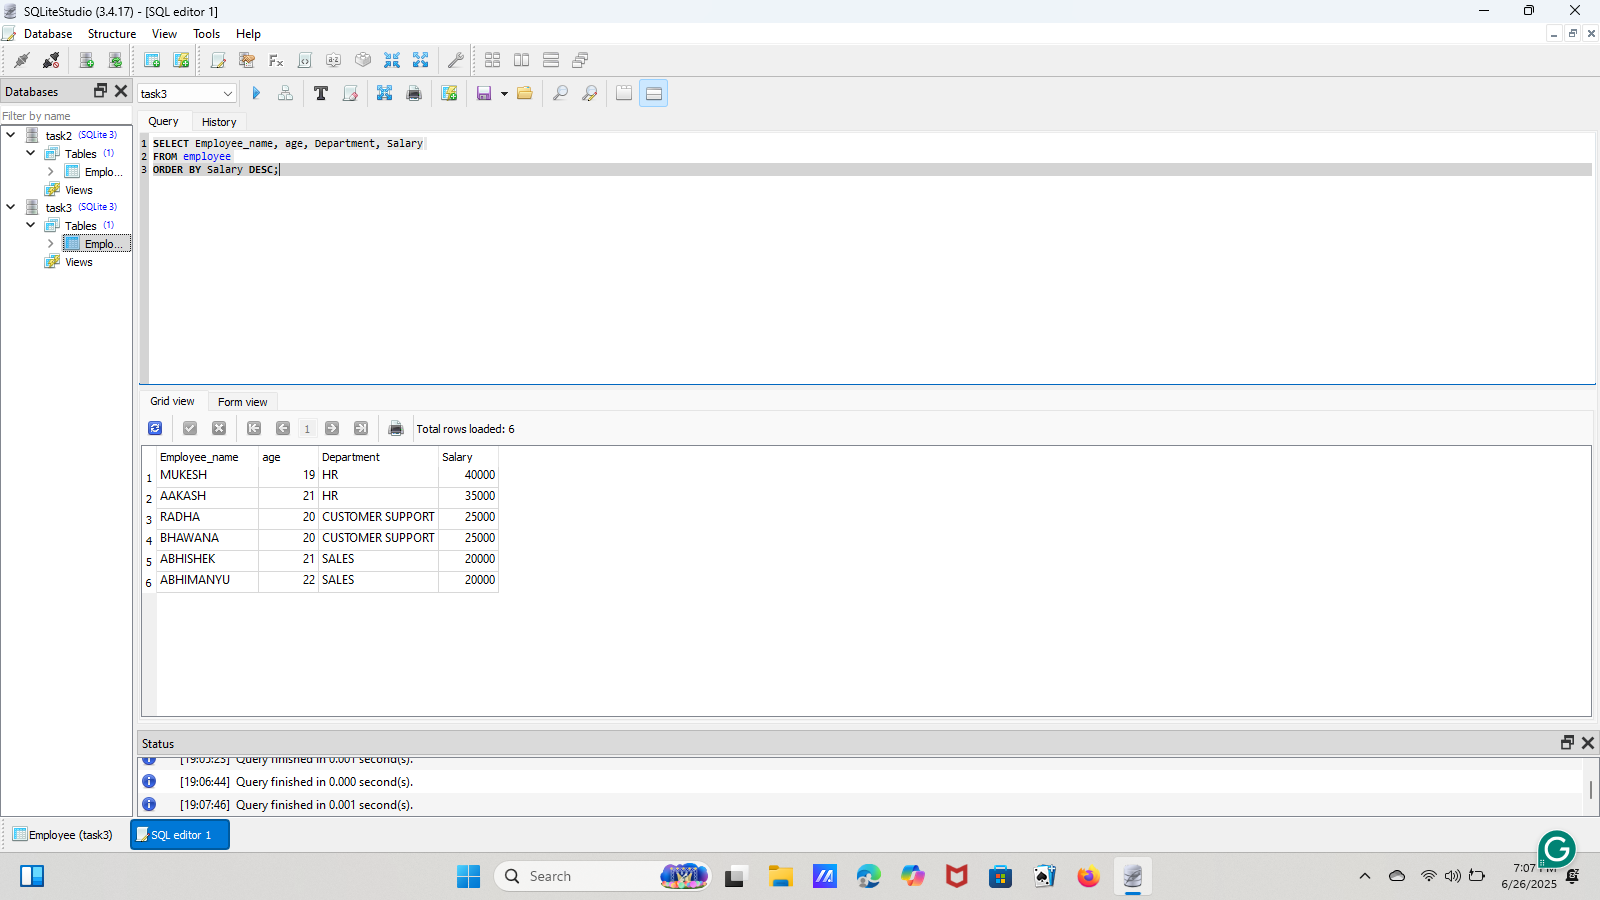 SQLiteStudio (3.4.17) - [SQL editor 1]
Database Structure View Tools Help
Databases
task3
Filter by name
Query History
task2 (SQLite 3)
Tables (1)
Emplo...
Views
task3 (SQLite 3)
Tables (1)
Emplo...
Views
1 SELECT Employee_name, age, Department, Salary
2 FROM employee
3 ORDER BY Salary DESC;
Grid view Form view
1 Total rows loaded: 6
Employee_name age Department Salary
1 MUKESH 19 HR 40000
2 AAKASH 21 HR 35000
3 RADHA 20 CUSTOMER SUPPORT 25000
4 BHAWANA 20 CUSTOMER SUPPORT 25000
5 ABHISHEK 21 SALES 20000
6 ABHIMANYU 22 SALES 20000
Status
[19:05:23] Query finished in 0.001 second(s).
[19:06:44] Query finished in 0.000 second(s).
[19:07:46] Query finished in 0.001 second(s).
Employee (task3) SQL editor 1
Search
7:07 PM
6/26/2025